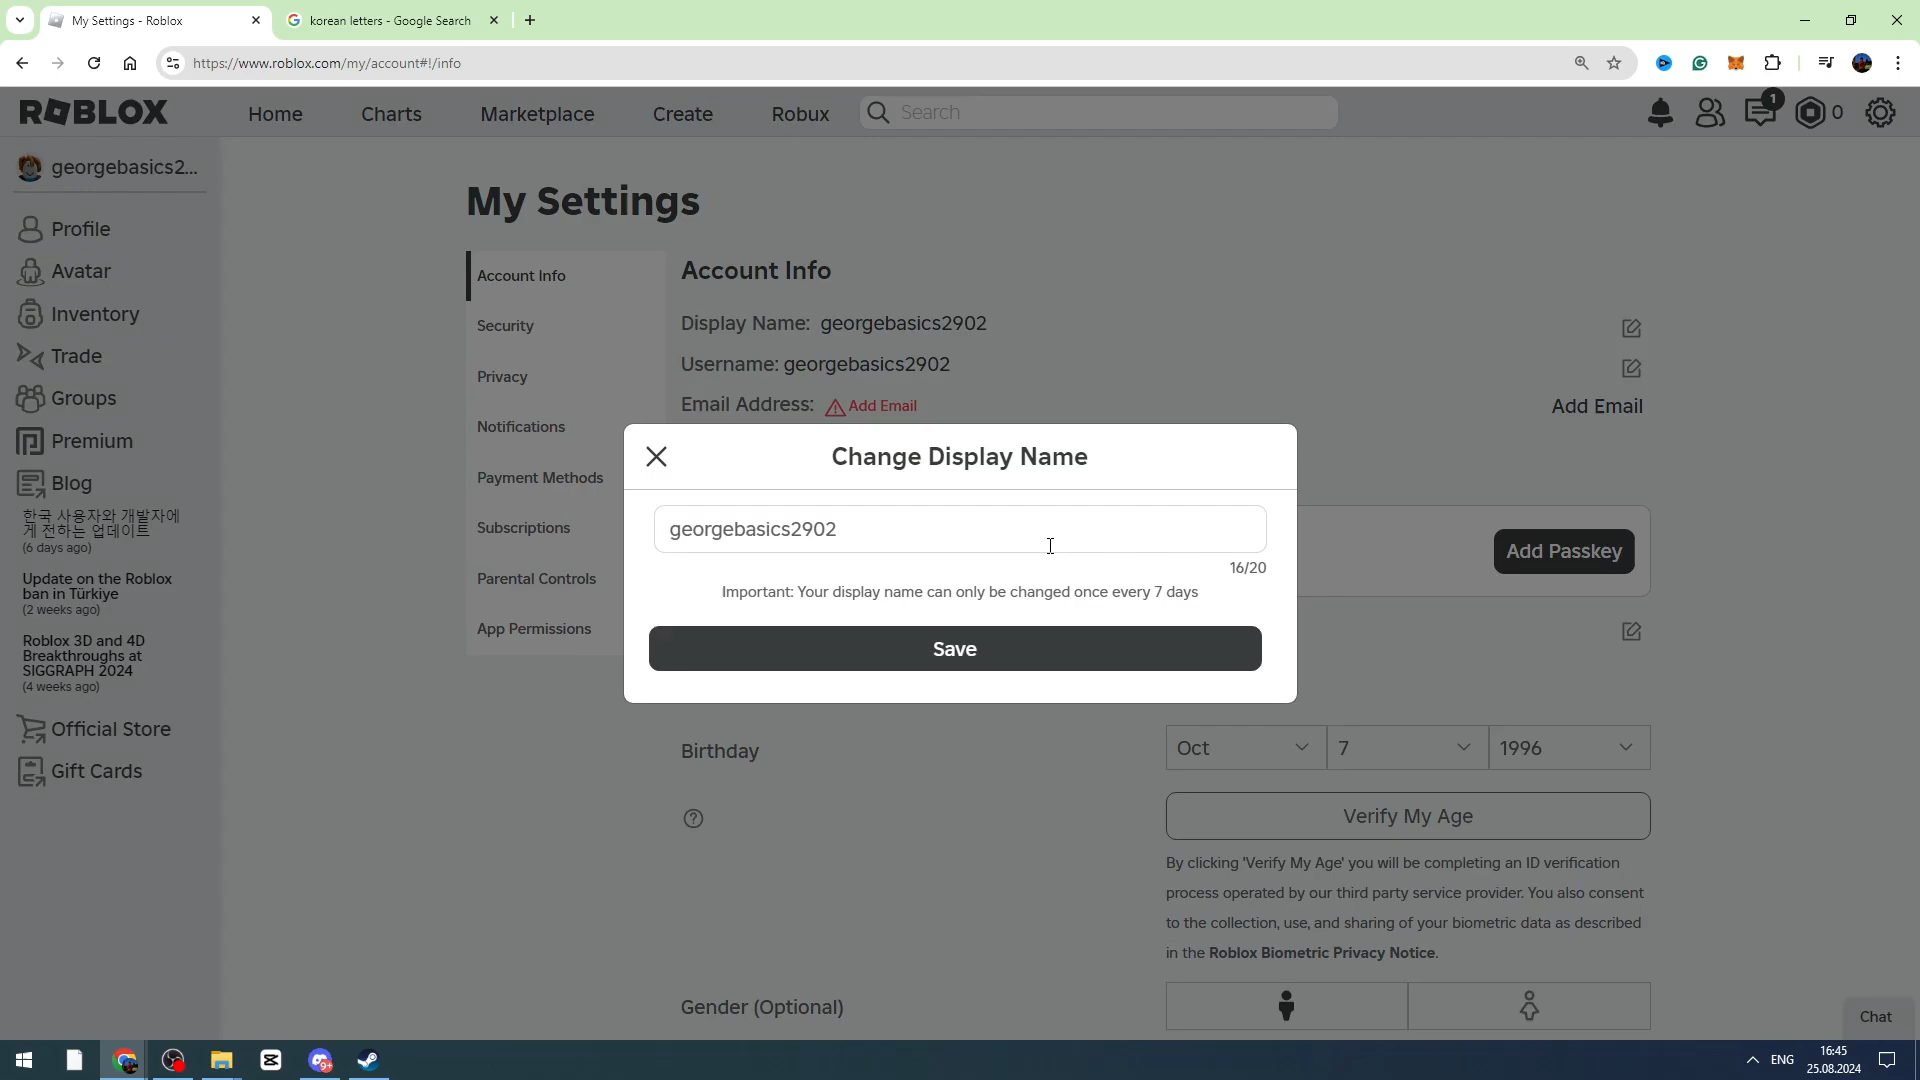 My Settings - Roblox
korean letters - Google Search
https://www.roblox.com/my/account#!/info
ROBLOX
Home
Charts
Marketplace
Create
Robux
Search
1
0
georgebasics2...
Profile
Avatar
Inventory
Trade
Groups
Premium
Blog
한국 사용자와 개발자에
게 전하는 업데이트
(6 days ago)
Update on the Roblox
ban in Türkiye
(2 weeks ago)
Roblox 3D and 4D
Breakthroughs at
SIGGRAPH 2024
(4 weeks ago)
Official Store
Gift Cards
My Settings
Account Info
Security
Privacy
Notifications
Payment Methods
Subscriptions
Parental Controls
App Permissions
Account Info
Display Name: georgebasics2902
Username: georgebasics2902
Email Address: Add Email
Add Email
Change Display Name
georgebasics2902
16/20
Important: Your display name can only be changed once every 7 days
Save
Add Passkey
Birthday
Oct
7
1996
Verify My Age
By clicking 'Verify My Age' you will be completing an ID verification
process operated by our third party service provider. You also consent
to the collection, use, and sharing of your biometric data as described
in the Roblox Biometric Privacy Notice.
Gender (Optional)
Chat
9+
ENG
16:45
25.08.2024